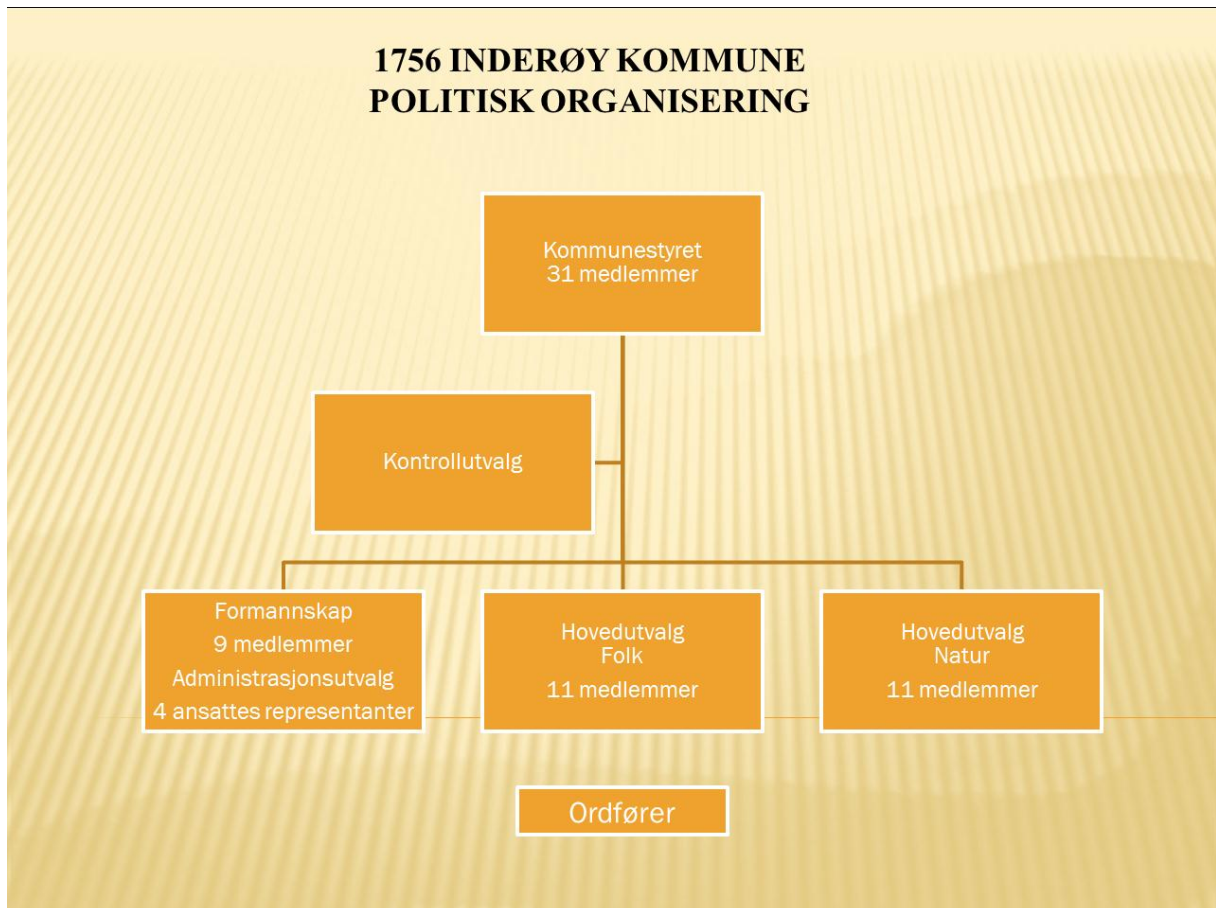 1756 INDERØY KOMMUNE
POLITISK ORGANISERING
Kommunestyret
31 medlemmer
Kontrollutvalg
Formannskap
9 medlemmer
Administrasjonsutvalg
4 ansattes representanter
Hovedutvalg
Folk
11 medlemmer
Hovedutvalg
Natur
11 medlemmer
Ordfører